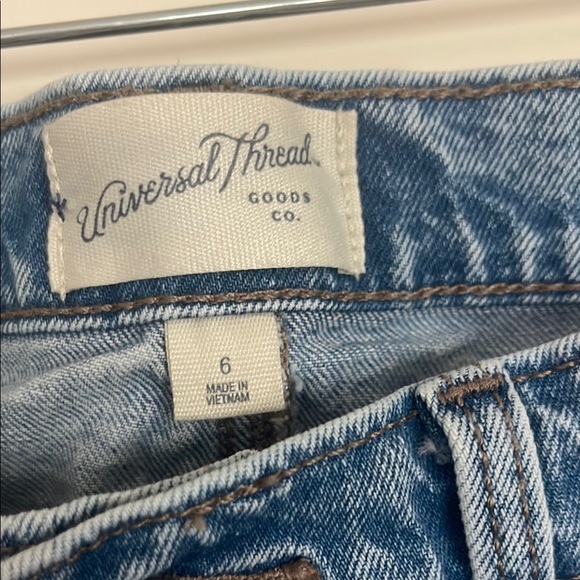 Universal Thread
GOODS
CO.
6
MADE IN
VIETNAM